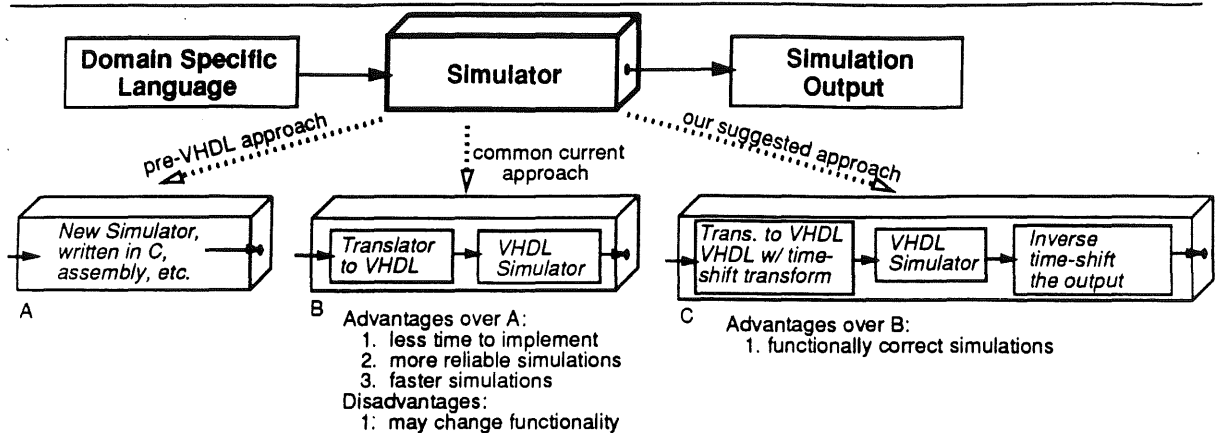 Domain Specific
Language
Simulator
Simulation
Output
pre-VHDL approach
common current
approach
our suggested approach
New Simulator,
written in C,
assembly, etc.
A
Translator
to VHDL
VHDL
Simulator
B
Advantages over A:
1. less time to implement
2. more reliable simulations
3. faster simulations
Disadvantages:
1. may change functionality
Trans. to VHDL
VHDL w/ time-
shift transform
VHDL
Simulator
Inverse
time-shift
the output
C
Advantages over B:
1. functionally correct simulations